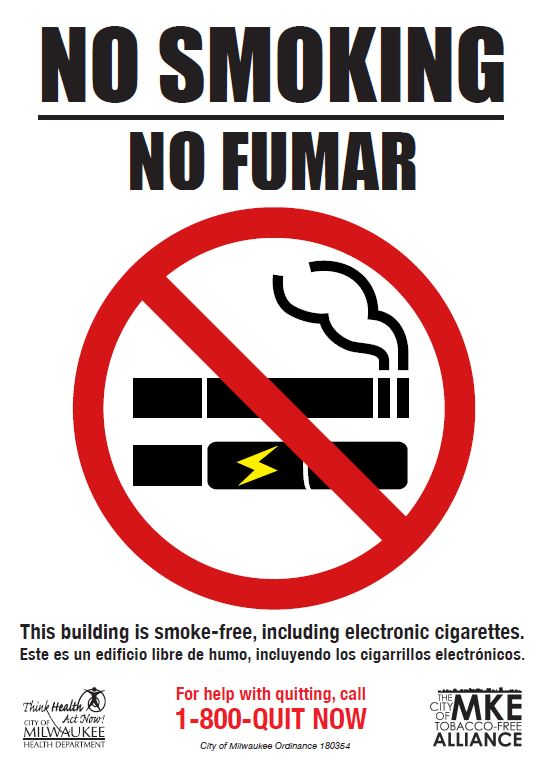 NO SMOKING
NO FUMAR
This building is smoke-free, including electronic cigarettes.
Este es un edificio libre de humo, incluyendo los cigarrillos electrónicos.
Think Health
Act Now!
CITY OF
MILWAUKEE
HEALTH DEPARTMENT
For help with quitting, call
1-800-QUIT NOW
City of Milwaukee Ordinance 180354
THE CITY OF MKE
TOBACCO-FREE
ALLIANCE